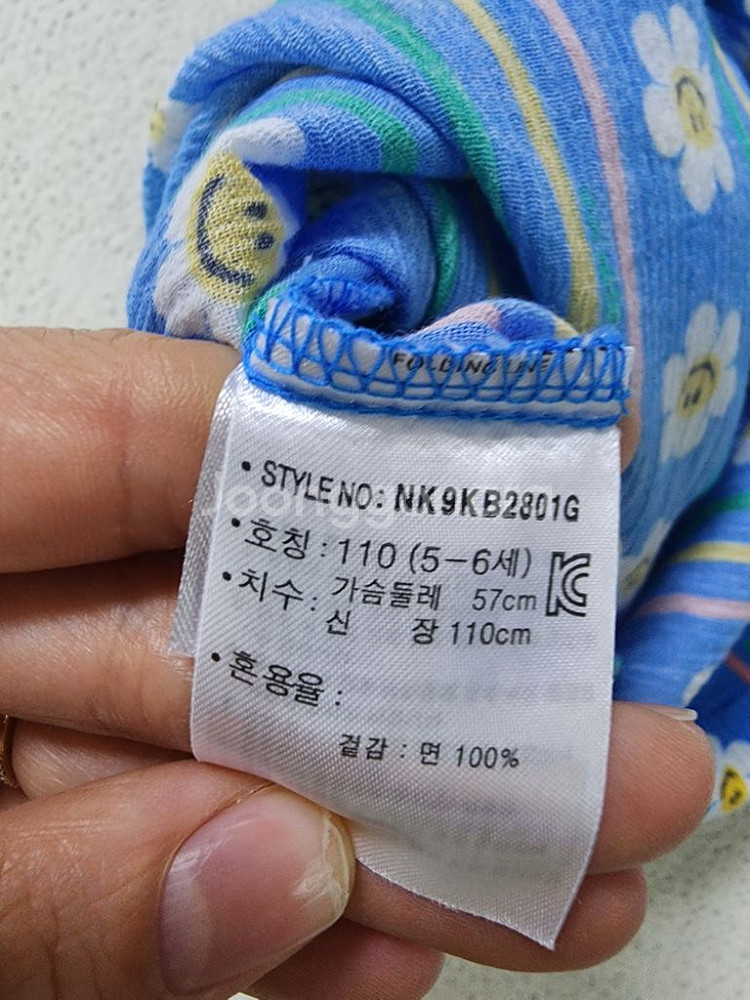 FOLDING LINE
• STYLE NO: NK9KB2801G
• 호칭 : 110 (5-6세)
• 치수 : 가슴둘레 57cm
신 장 110cm
• 혼용율 :
겉감 : 면 100%